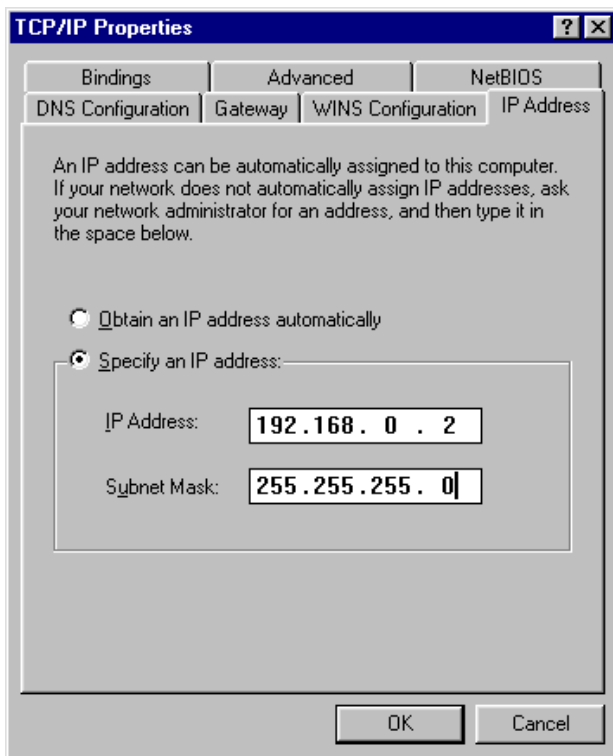 TCP/IP Properties
Bindings Advanced NetBIOS
DNS Configuration Gateway WINS Configuration IP Address
An IP address can be automatically assigned to this computer.
If your network does not automatically assign IP addresses, ask
your network administrator for an address, and then type it in
the space below.
Obtain an IP address automatically
Specify an IP address:
IP Address: 192.168. 0 . 2
Subnet Mask: 255.255.255. 0
OK Cancel